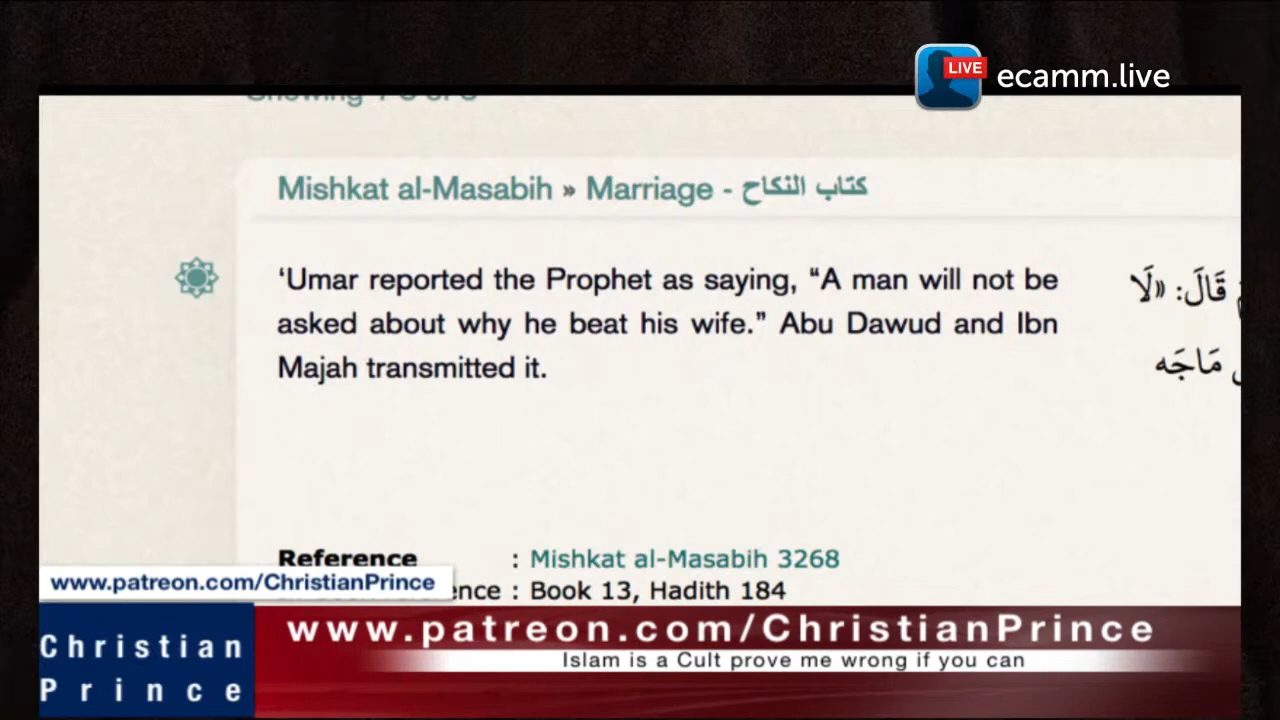 LIVE
ecamm.live
Mishkat al-Masabih » Marriage - كتاب النكاح
‘Umar reported the Prophet as saying, “A man will not be
asked about why he beat his wife.” Abu Dawud and Ibn
Majah transmitted it.
قَالَ: «لَا
مَاجَه
Reference : Mishkat al-Masabih 3268
: Book 13, Hadith 184
www.patreon.com/ChristianPrince
www.patreon.com/ChristianPrince
Islam is a Cult prove me wrong if you can
Christian
Prince